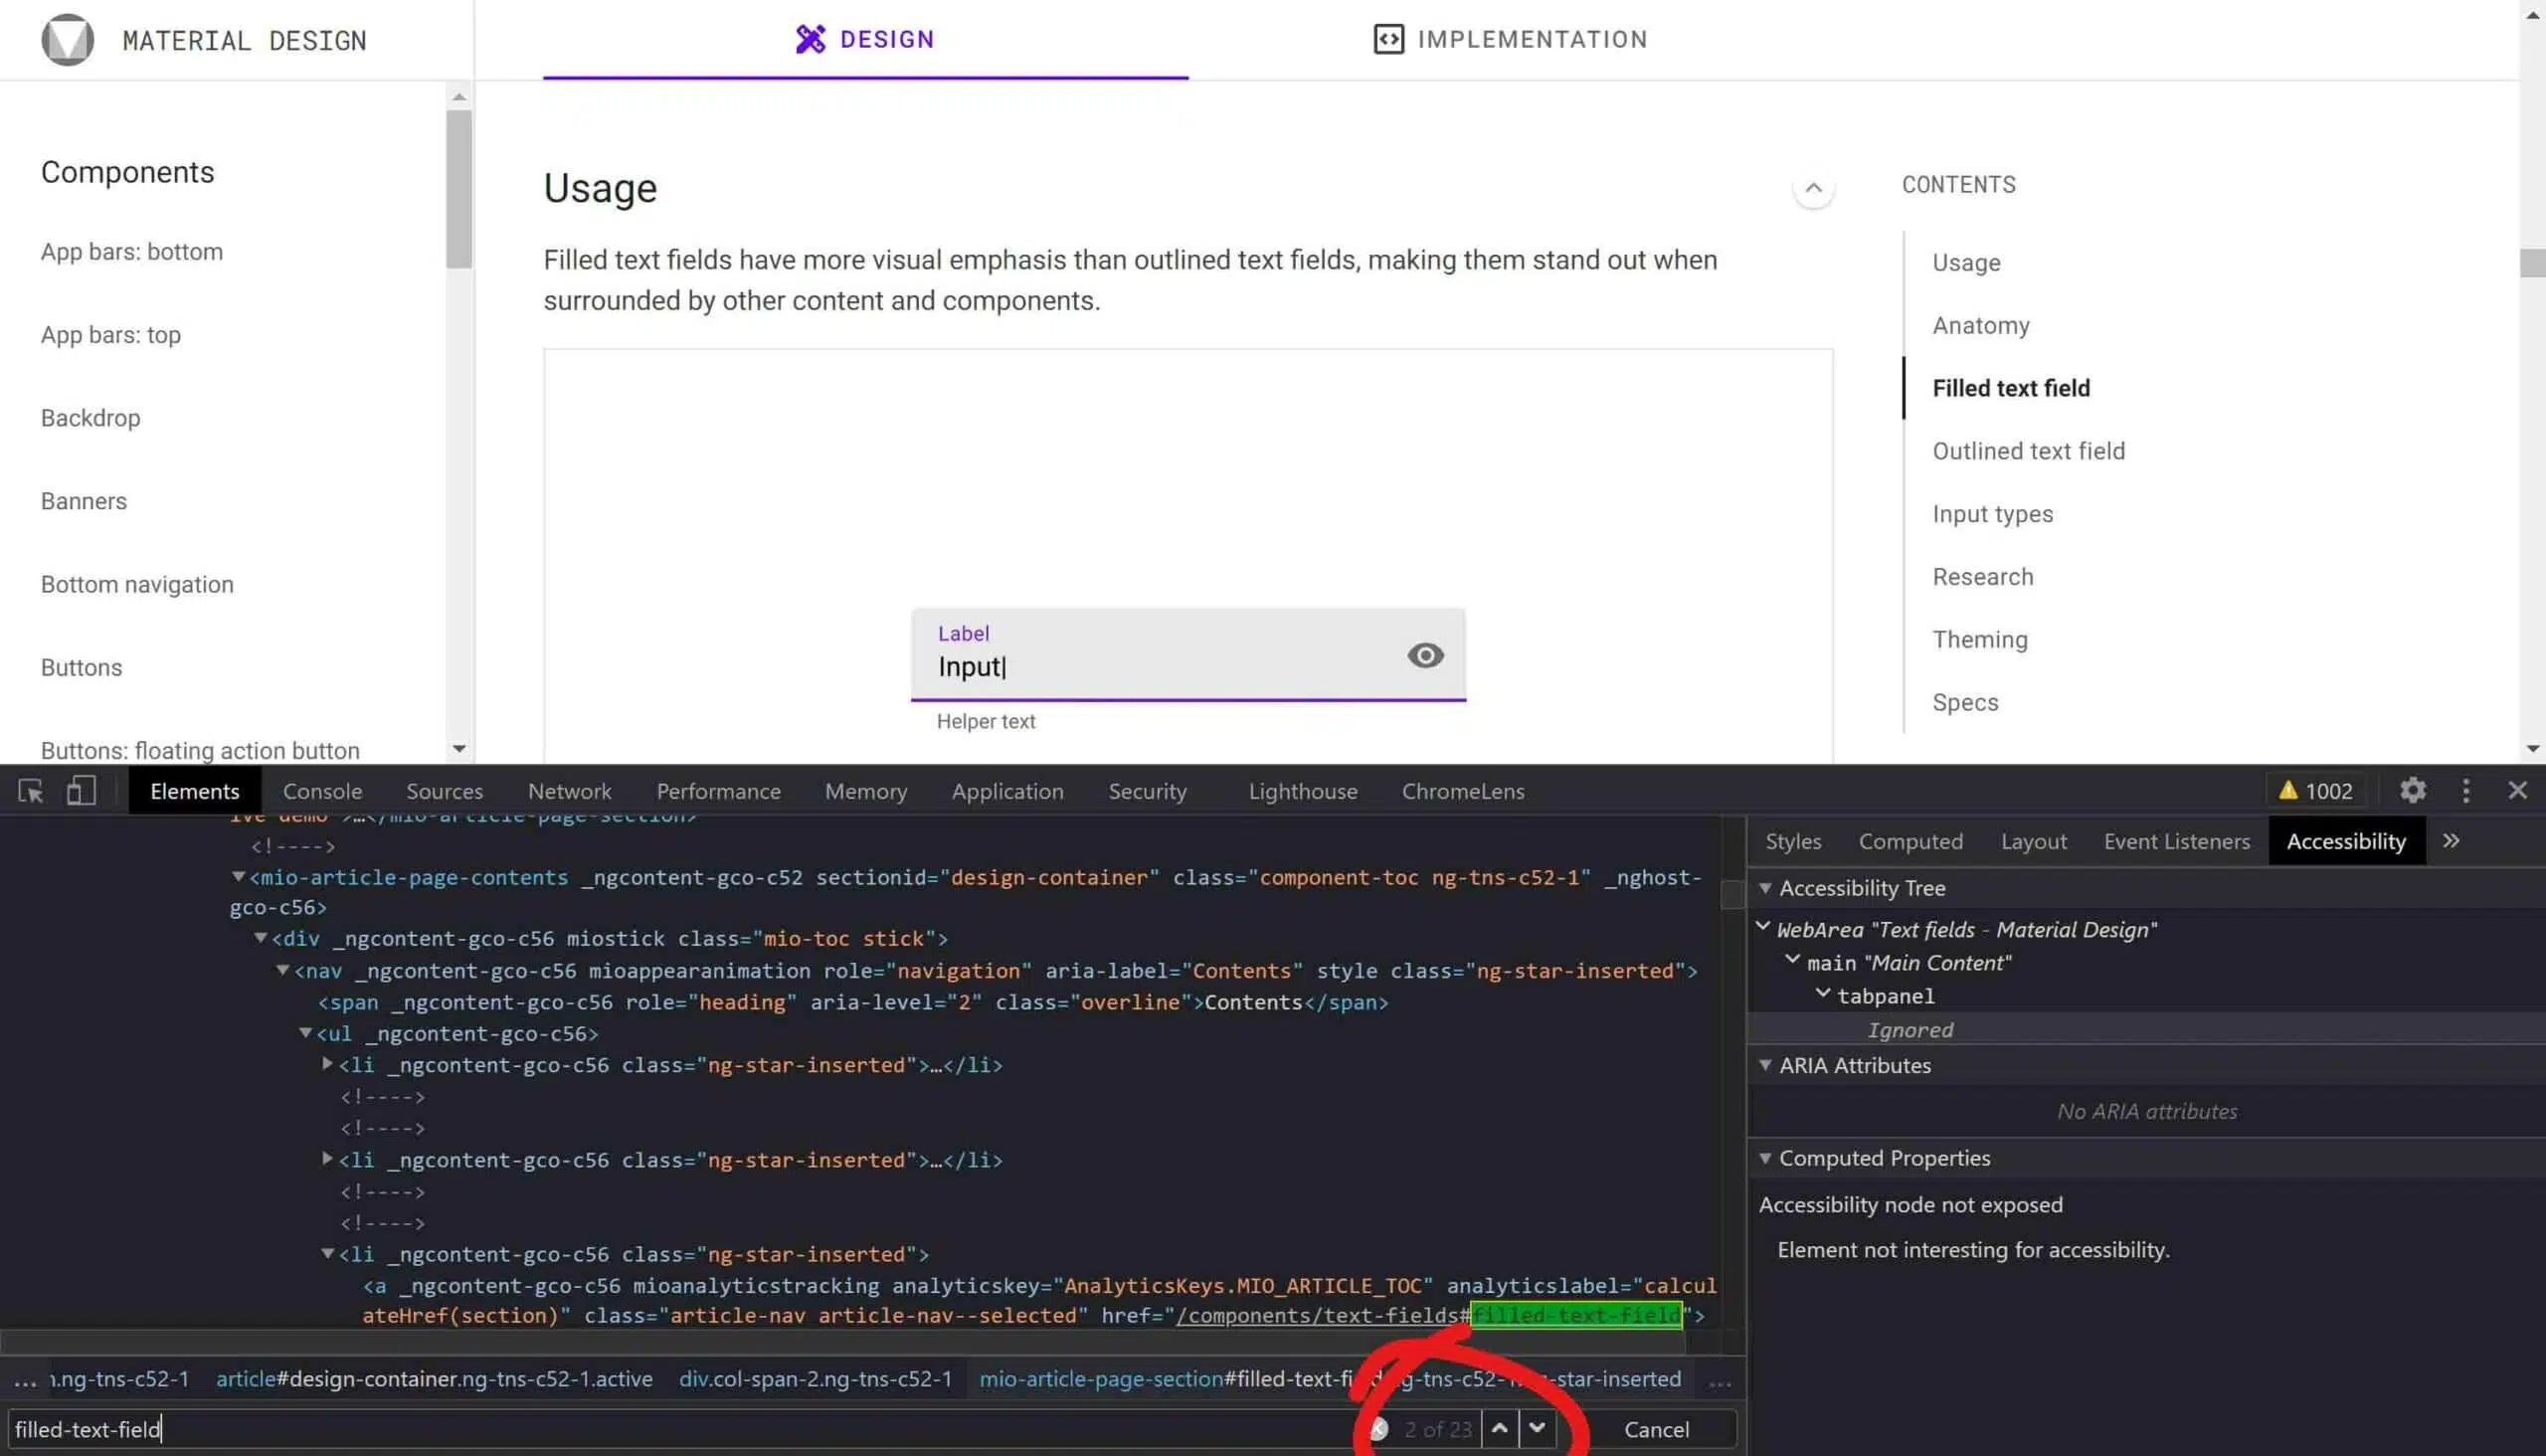 MATERIAL DESIGN
DESIGN
IMPLEMENTATION
Components
App bars: bottom
App bars: top
Backdrop
Banners
Bottom navigation
Buttons
Buttons: floating action button
Usage
Filled text fields have more visual emphasis than outlined text fields, making them stand out when
surrounded by other content and components.
Label
Input
Helper text
CONTENTS
Usage
Anatomy
Filled text field
Outlined text field
Input types
Research
Theming
Specs
Elements Console Sources Network Performance Memory Application Security Lighthouse ChromeLens
1002
ive demo">…</mio-article-page-section>
<!---->
<mio-article-page-contents _ngcontent-gco-c52 sectionid="design-container" class="component-toc ng-tns-c52-1" _nghost-
gco-c56>
<div _ngcontent-gco-c56 miostick class="mio-toc stick">
<nav _ngcontent-gco-c56 mioappearanimation role="navigation" aria-label="Contents" style class="ng-star-inserted">
<span _ngcontent-gco-c56 role="heading" aria-level="2" class="overline">Contents</span>
<ul _ngcontent-gco-c56>
<li _ngcontent-gco-c56 class="ng-star-inserted">…</li>
<!---->
<!---->
<li _ngcontent-gco-c56 class="ng-star-inserted">…</li>
<!---->
<!---->
<li _ngcontent-gco-c56 class="ng-star-inserted">
<a _ngcontent-gco-c56 mioanalyticstracking analyticskey="AnalyticsKeys.MIO_ARTICLE_TOC" analyticslabel="calcul
ateHref(section)" class="article-nav article-nav--selected" href="/components/text-fields#filled-text-field">
... ).ng-tns-c52-1 article#design-container.ng-tns-c52-1.active div.col-span-2.ng-tns-c52-1 mio-article-page-section#filled-text-fi ng-tns-c52- -star-inserted ...
filled-text-field
2 of 23
Cancel
Styles Computed Layout Event Listeners Accessibility »
Accessibility Tree
WebArea "Text fields - Material Design"
main "Main Content"
tabpanel
Ignored
ARIA Attributes
No ARIA attributes
Computed Properties
Accessibility node not exposed
Element not interesting for accessibility.